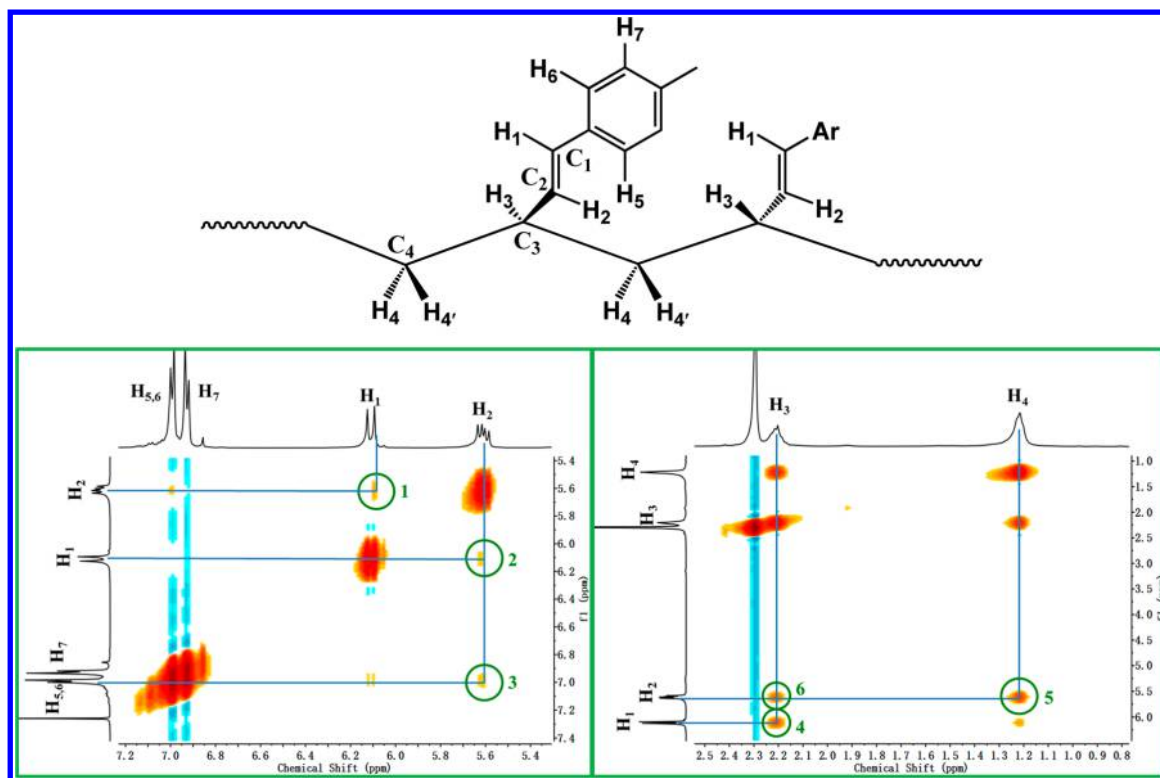 H7
H6
H1
C1
H1
Ar
C2
H3
H2
H5
H3
H2
C4
C3
H4
H4'
H4
H4'
H5,6
H7
H1
H2
H3
H4
H2
H1
H7
H5,6
1
2
3
5.4
5.6
5.8
6.0
6.2
6.4
6.6
6.8
7.0
7.2
7.4
f1 (ppm)
7.2 7.0 6.8 6.6 6.4 6.2 6.0 5.8 5.6 5.4
Chemical Shift (ppm)
H4
H3
H2
H1
6
4
5
1.0
1.5
2.0
2.5
3.0
3.5
4.0
4.5
5.0
5.5
6.0
f1 (ppm)
2.5 2.4 2.3 2.2 2.1 2.0 1.9 1.8 1.7 1.6 1.5 1.4 1.3 1.2 1.1 1.0 0.9 0.8
Chemical Shift (ppm)